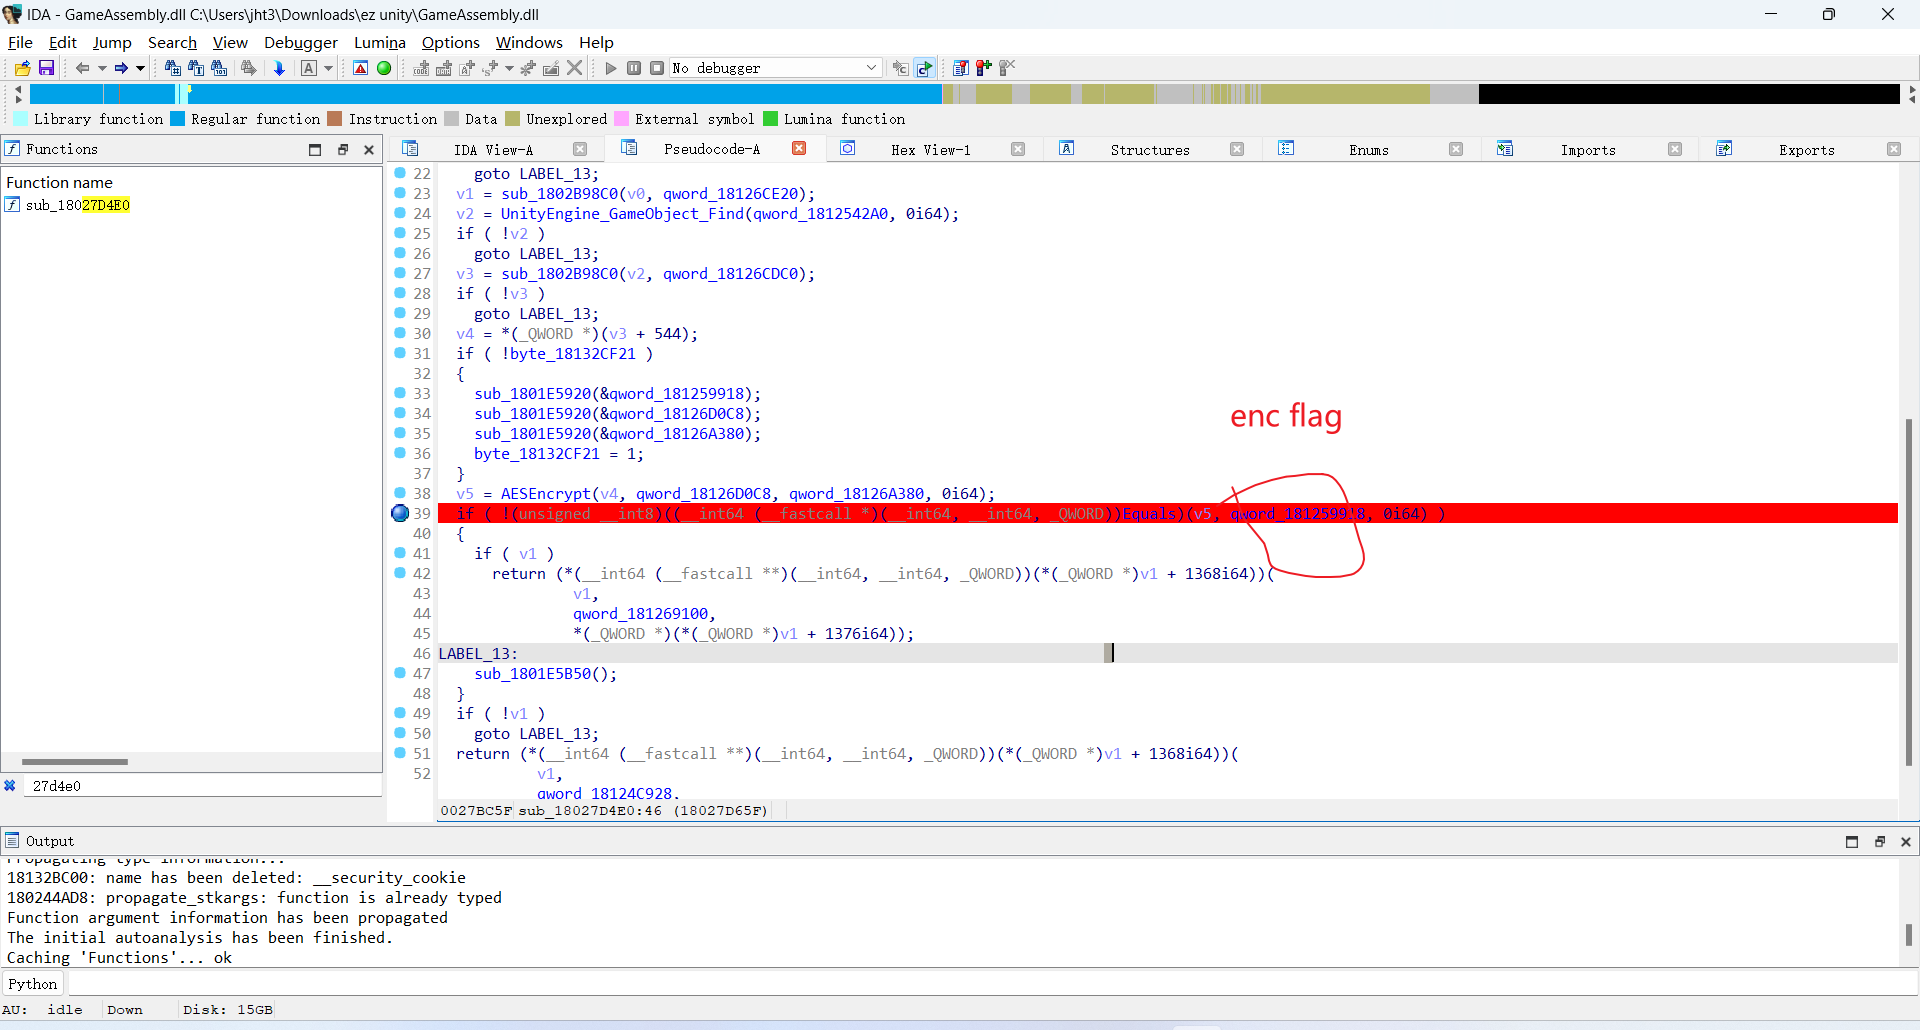 IDA - GameAssembly.dll C:\Users\jht3\Downloads\ez unity\GameAssembly.dll
File Edit Jump Search View Debugger Lumina Options Windows Help
No debugger
Library function Regular function Instruction Data Unexplored External symbol Lumina function
Functions
IDA View-A Pseudocode-A Hex View-1 Structures Enums Imports Exports
Function name
sub_18027D4E0
22 goto LABEL_13;
23 v1 = sub_1802B98C0(v0, qword_18126CE20);
24 v2 = UnityEngine_GameObject_Find(qword_1812542A0, 0i64);
25 if ( !v2 )
26 goto LABEL_13;
27 v3 = sub_1802B98C0(v2, qword_18126CDC0);
28 if ( !v3 )
29 goto LABEL_13;
30 v4 = *(_QWORD *)(v3 + 544);
31 if ( !byte_18132CF21 )
32 {
33 sub_1801E5920(&qword_181259918);
34 sub_1801E5920(&qword_18126D0C8);
35 sub_1801E5920(&qword_18126A380);
36 byte_18132CF21 = 1;
37 }
enc flag
38 v5 = AESEncrypt(v4, qword_18126D0C8, qword_18126A380, 0i64);
39 if ( !(unsigned __int8)((__int64 (__fastcall *)(__int64, __int64, _QWORD))Equals)(v5, qword_181259918, 0i64) )
40 {
41 if ( v1 )
42 return (*(__int64 (__fastcall **)(__int64, __int64, _QWORD))(*(_QWORD *)v1 + 1368i64))(
43 v1,
44 qword_181269100,
45 *(_QWORD *)(*(_QWORD *)v1 + 1376i64));
46 LABEL_13:
47 sub_1801E5B50();
48 }
49 if ( !v1 )
50 goto LABEL_13;
51 return (*(__int64 (__fastcall **)(__int64, __int64, _QWORD))(*(_QWORD *)v1 + 1368i64))(
52 v1,
qword_18124C928,
27d4e0
0027BC5F sub_18027D4E0:46 (18027D65F)
Output
Propagating type information...
18132BC00: name has been deleted: __security_cookie
180244AD8: propagate_stkargs: function is already typed
Function argument information has been propagated
The initial autoanalysis has been finished.
Caching 'Functions'... ok
Python
AU: idle Down Disk: 15GB